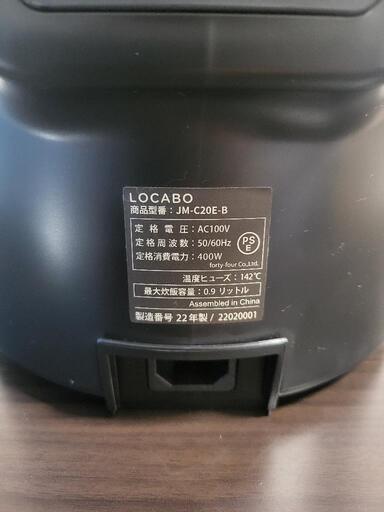 LOCABO
商品型番：JM-C20E-B
定格電圧：AC100V
定格周波数：50/60Hz
定格消費電力：400W
PS
E
forty-four Co.,Ltd.
温度ヒューズ：142℃
最大炊飯容量：0.9 リットル
Assembled in China
製造番号 22年製 / 22020001